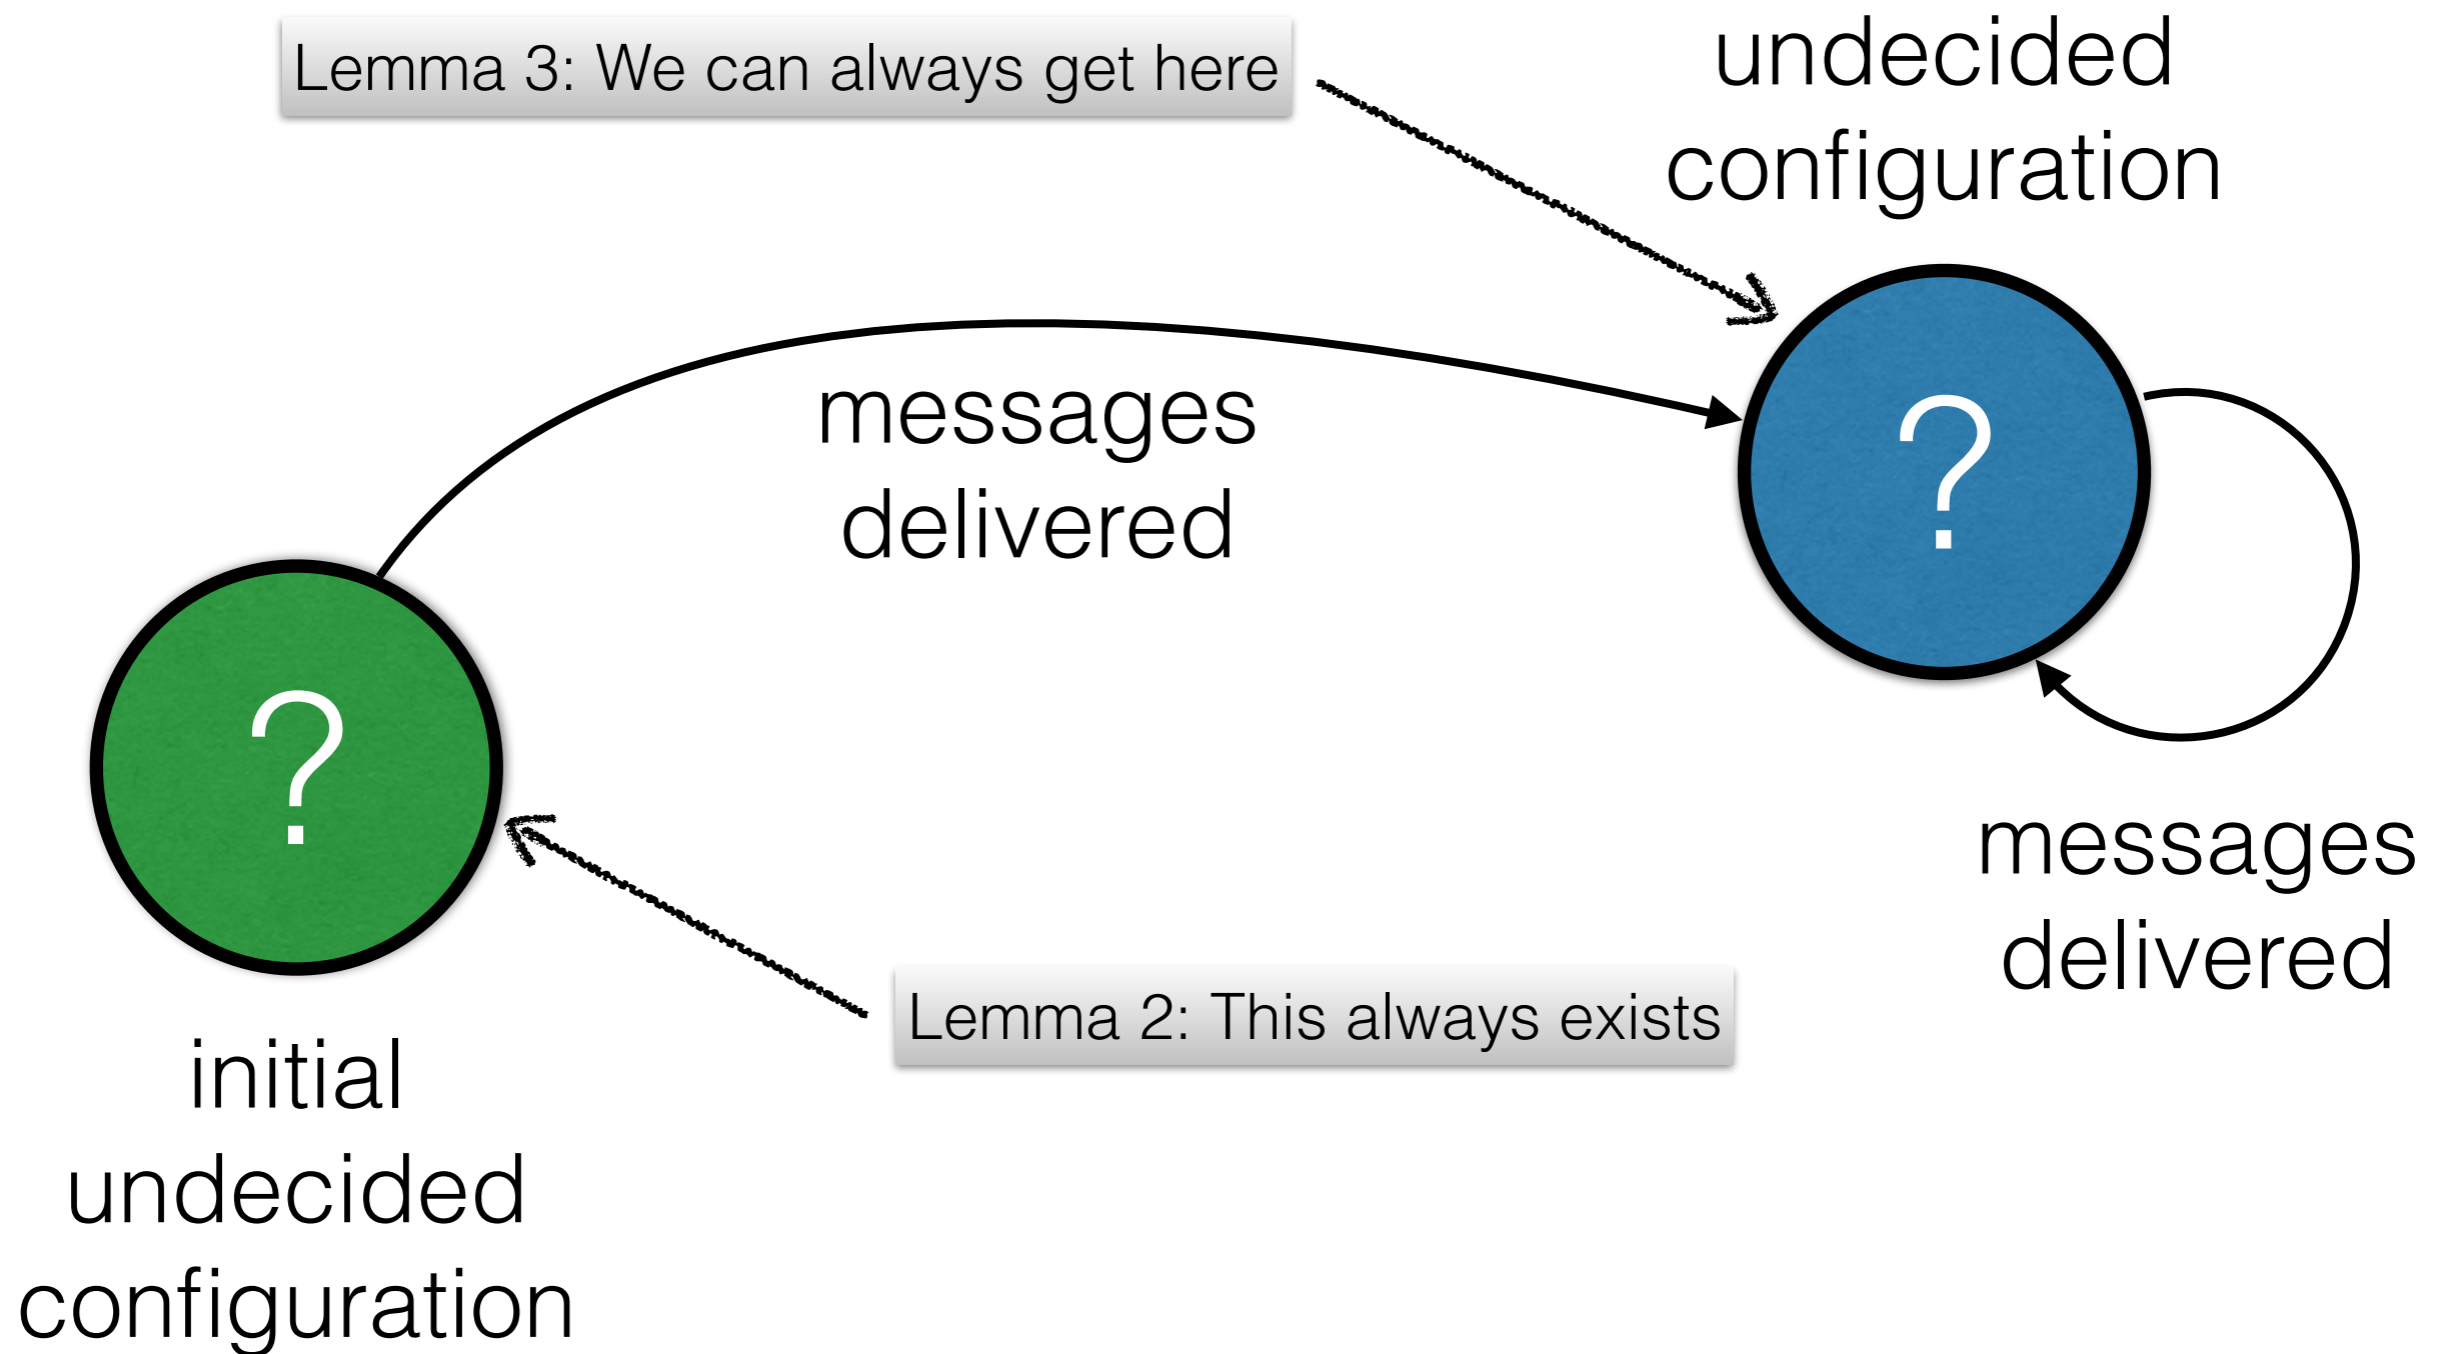 Lemma 3: We can always get here
undecided
configuration
messages
delivered
?
?
messages
delivered
Lemma 2: This always exists
initial
undecided
configuration